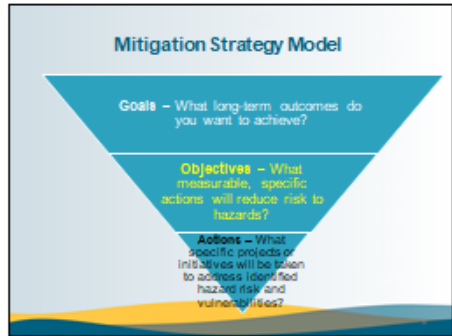 Mitigation Strategy Model
Goals – What long-term outcomes do
you want to achieve?
Objectives – What
measurable, specific
actions will reduce risk to
hazards?
Actions – What
specific projects or
initiatives will be taken
to address identified
hazard risk and
vulnerabilities?